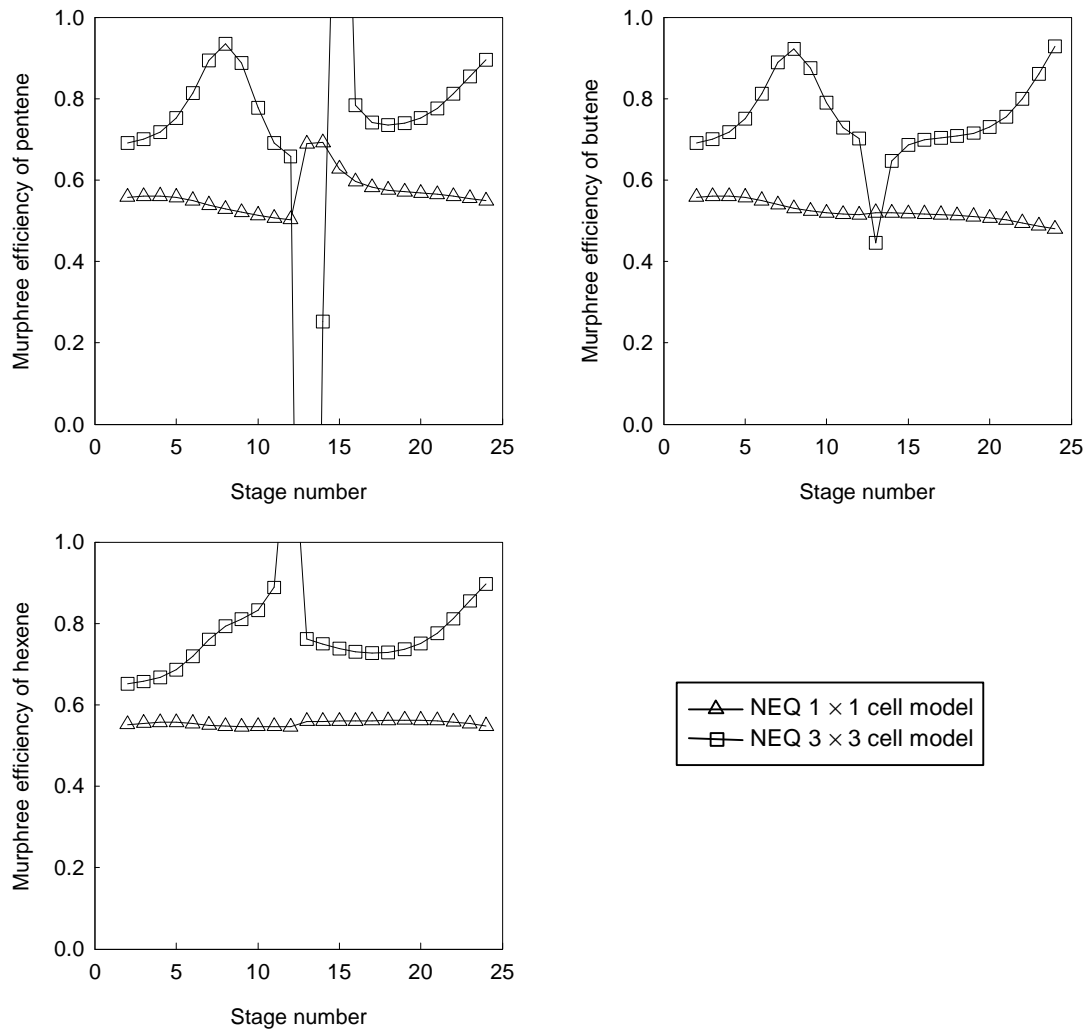 Murphree efficiency of pentene
1.0
0.8
0.6
0.4
0.2
0.0
0 5 10 15 20 25
Stage number
Murphree efficiency of butene
1.0
0.8
0.6
0.4
0.2
0.0
0 5 10 15 20 25
Stage number
Murphree efficiency of hexene
1.0
0.8
0.6
0.4
0.2
0.0
0 5 10 15 20 25
Stage number
NEQ 1 × 1 cell model
NEQ 3 × 3 cell model